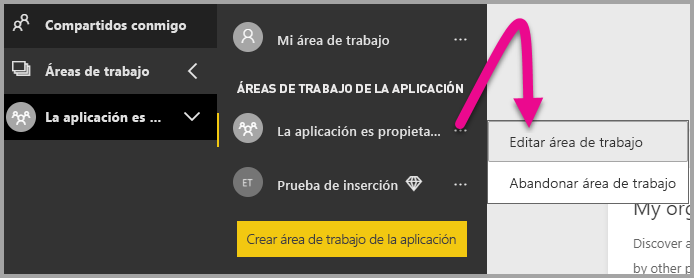 Compartidos conmigo
Áreas de trabajo
La aplicación es ...
Mi área de trabajo ...
ÁREAS DE TRABAJO DE LA APLICACIÓN
La aplicación es propieta... ...
ET Prueba de inserción ...
Crear área de trabajo de la aplicación
Editar área de trabajo
Abandonar área de trabajo
My org
Discover a
by other p